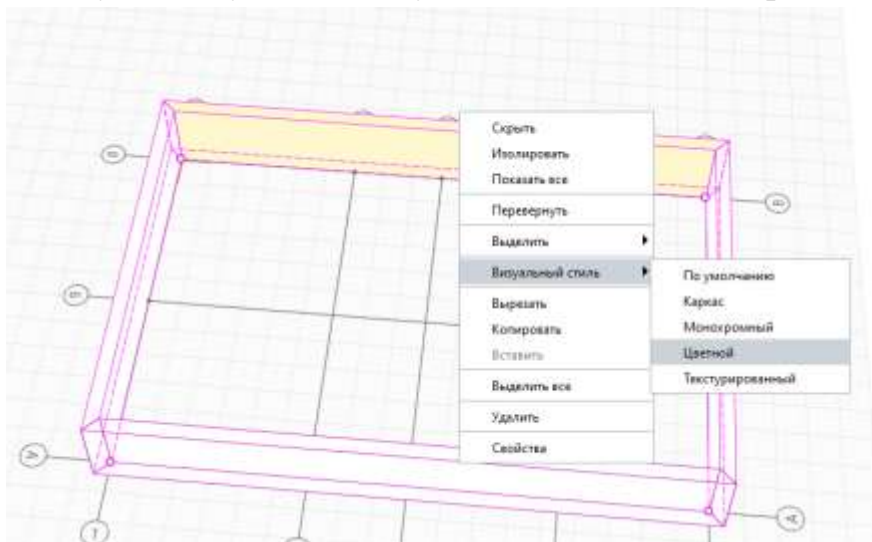 Скрыть
Изолировать
Показать все
Перевернуть
Выделить
Визуальный стиль
Вырезать
Копировать
Вставить
Выделить все
Удалить
Свойства
По умолчанию
Каркас
Монохромный
Цветной
Текстурированный
А
А